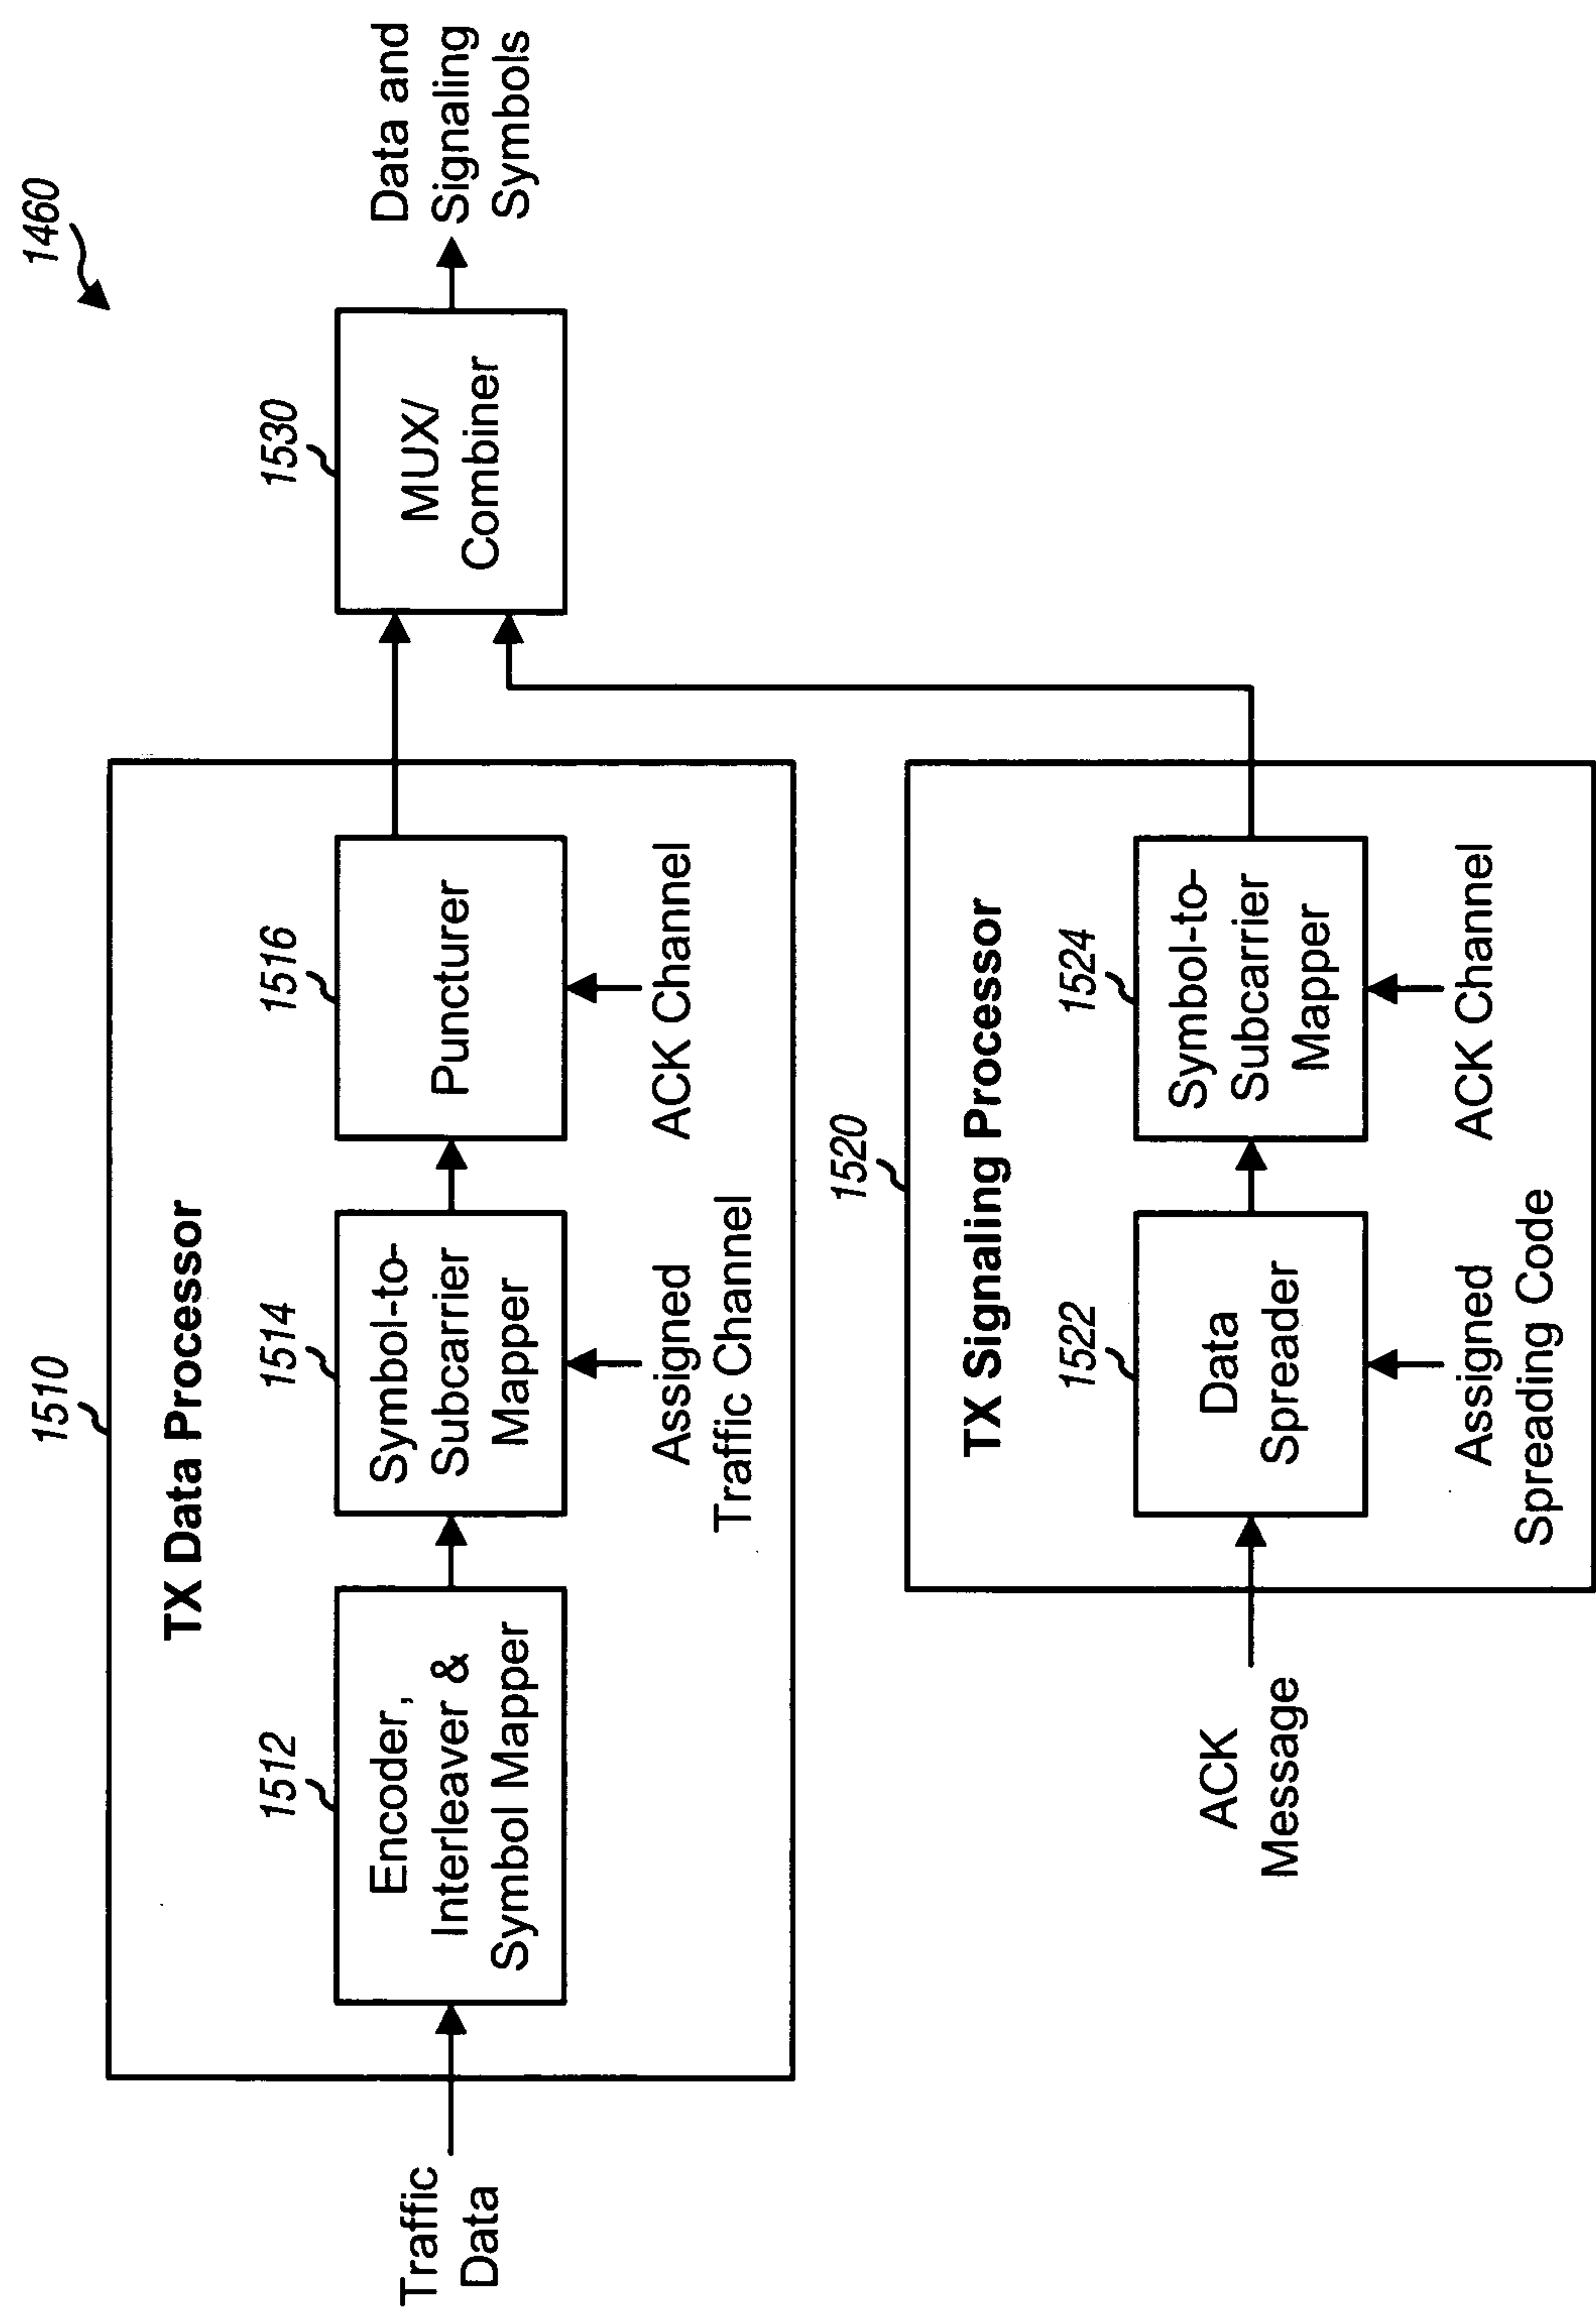 1460
1510
TX Data Processor
Traffic
Data
1512
Encoder,
Interleaver &
Symbol Mapper
1514
Symbol-to-
Subcarrier
Mapper
Assigned
Traffic Channel
1516
Puncturer
ACK Channel
1530
MUX/
Combiner
Data and
Signaling
Symbols
1520
TX Signaling Processor
ACK
Message
1522
Data
Spreader
Assigned
Spreading Code
1524
Symbol-to-
Subcarrier
Mapper
ACK Channel